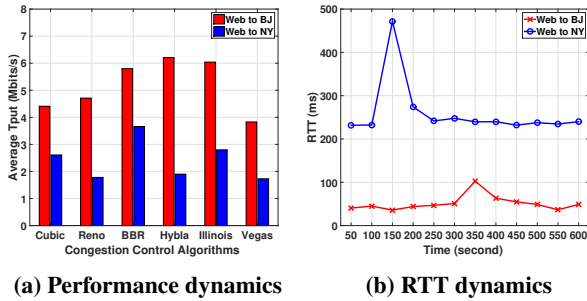 8
7
6
5
4
3
2
1
0
Average Tput (Mbits/s)
Web to BJ
Web to NY
Cubic Reno BBR Hybla Illinois Vegas
Congestion Control Algorithms
(a) Performance dynamics
500
400
300
200
100
0
RTT (ms)
Web to BJ
Web to NY
50 100 150 200 250 300 350 400 450 500 550 600
Time (second)
(b) RTT dynamics